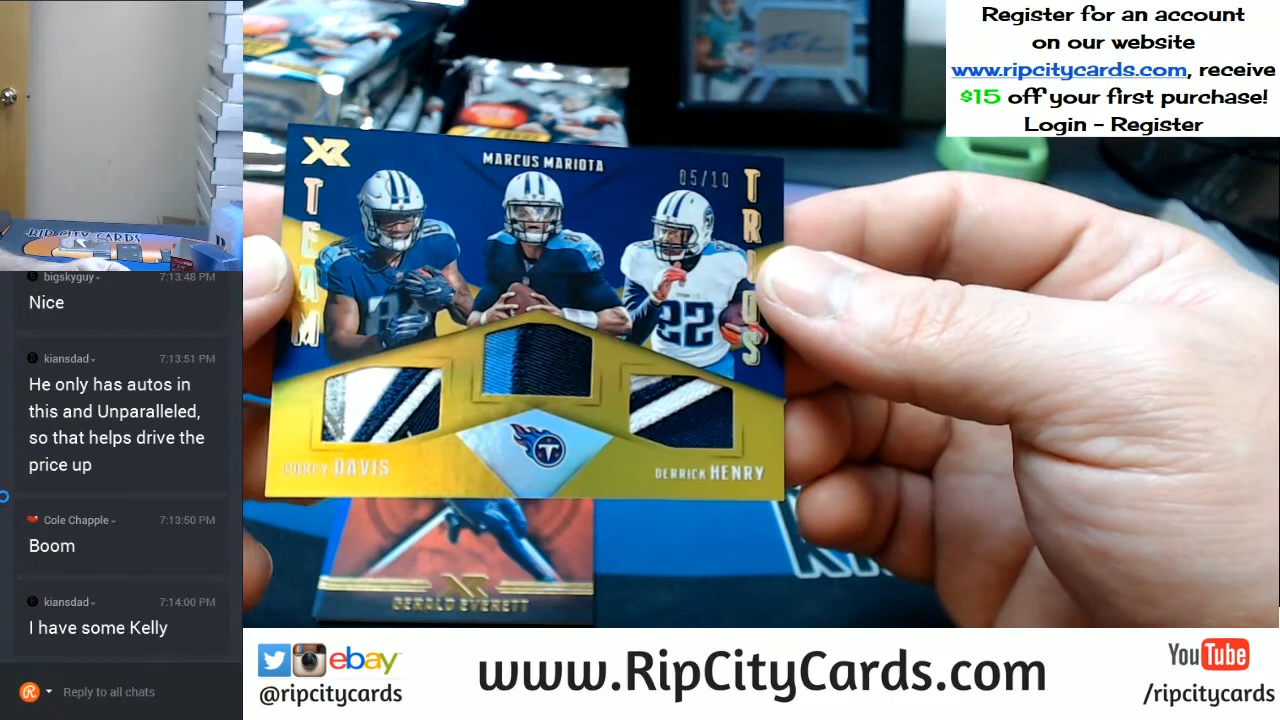 Register for an account
on our website
www.ripcitycards.com, receive
$15 off your first purchase!
Login - Register
RIP CITY CARDS
bigskyguy
7:13:48 PM
Nice
kiansdad
7:13:51 PM
He only has autos in
this and Unparalleled,
so that helps drive the
price up
Cole Chapple
7:13:50 PM
Boom
kiansdad
7:14:00 PM
I have some Kelly
Reply to all chats
XR
MARCUS MARIOTA
05/10
TEAM
TRIOS
22
COREY DAVIS
T
DERRICK HENRY
XR
GERALD EVERETT
ebay
@ripcitycards
www.RipCityCards.com
YouTube
/ripcitycards